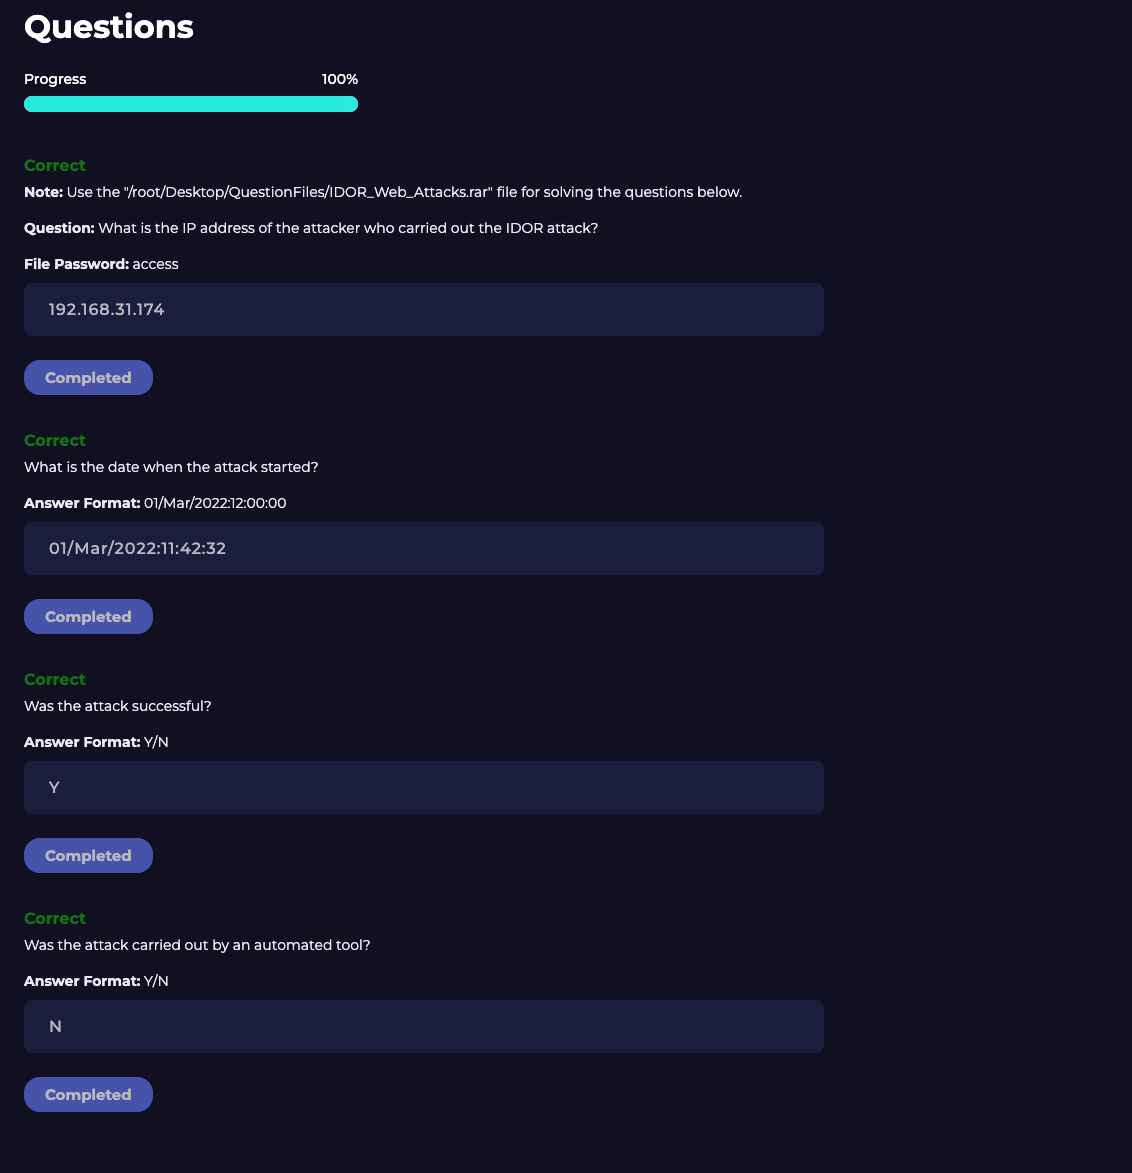 Questions
Progress 100%
Correct
Note: Use the "/root/Desktop/QuestionFiles/IDOR_Web_Attacks.rar" file for solving the questions below.
Question: What is the IP address of the attacker who carried out the IDOR attack?
File Password: access
192.168.31.174
Completed
Correct
What is the date when the attack started?
Answer Format: 01/Mar/2022:12:00:00
01/Mar/2022:11:42:32
Completed
Correct
Was the attack successful?
Answer Format: Y/N
Y
Completed
Correct
Was the attack carried out by an automated tool?
Answer Format: Y/N
N
Completed